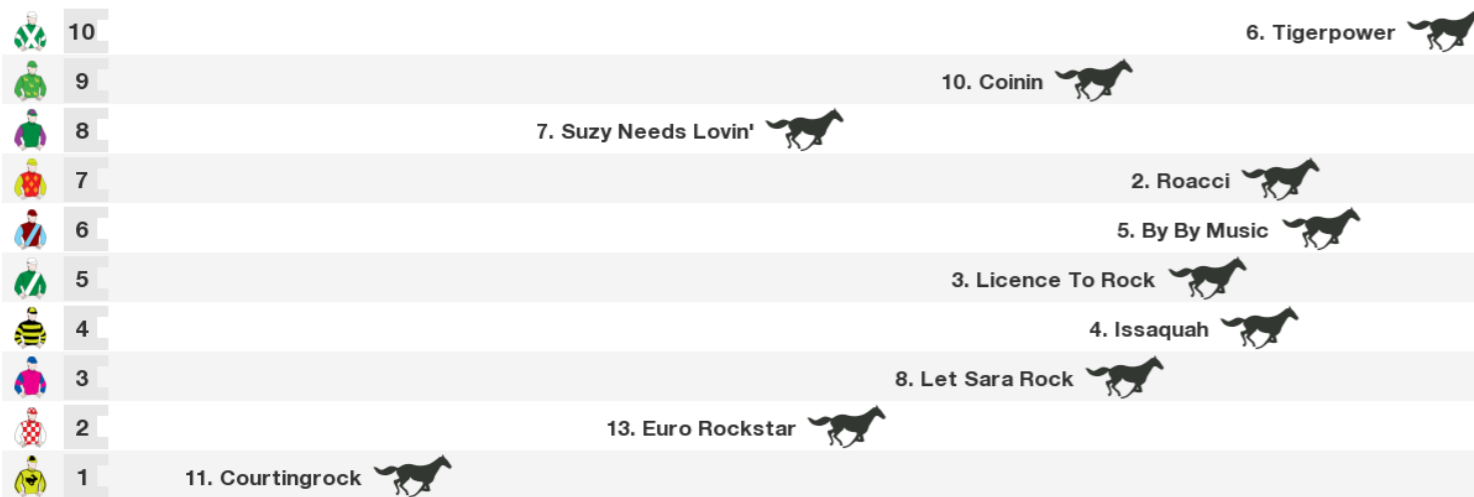 10 6. Tigerpower
9 10. Coinin
8 7. Suzy Needs Lovin'
7 2. Roacci
6 5. By By Music
5 3. Licence To Rock
4 4. Issaquah
3 8. Let Sara Rock
2 13. Euro Rockstar
1 11. Courtingrock